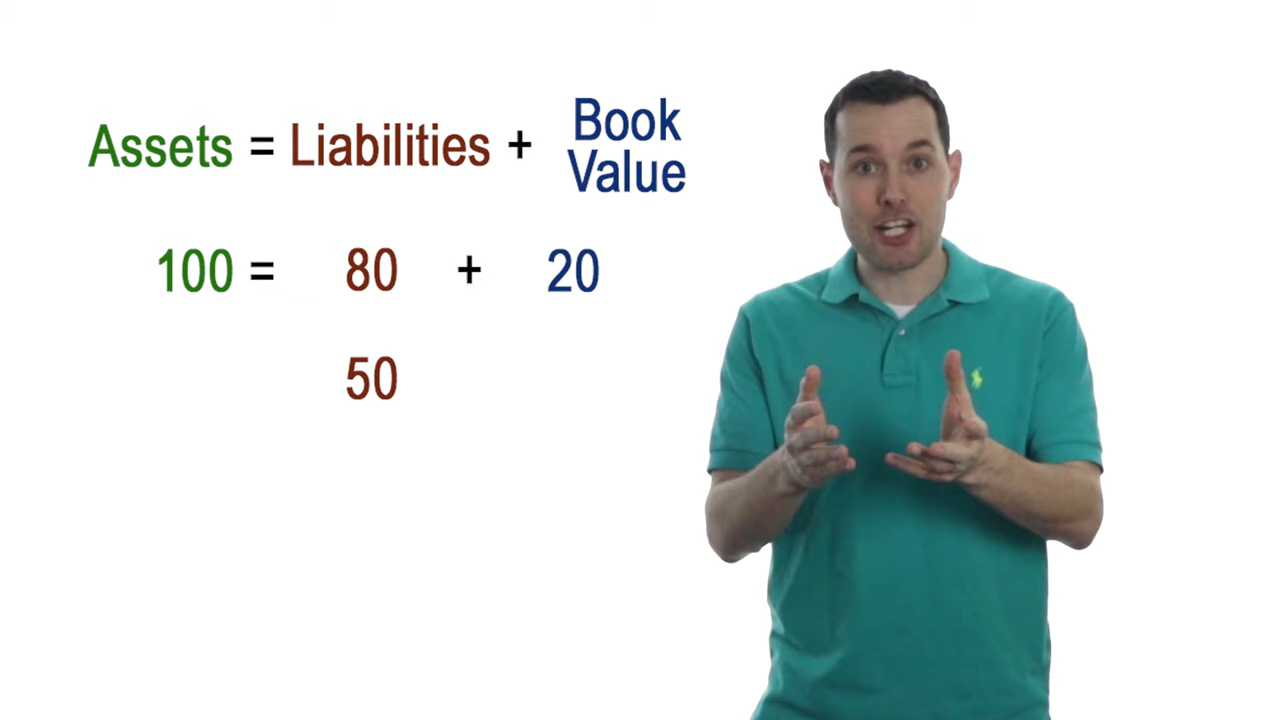 Assets = Liabilities + Book Value
100 = 80 + 20
50